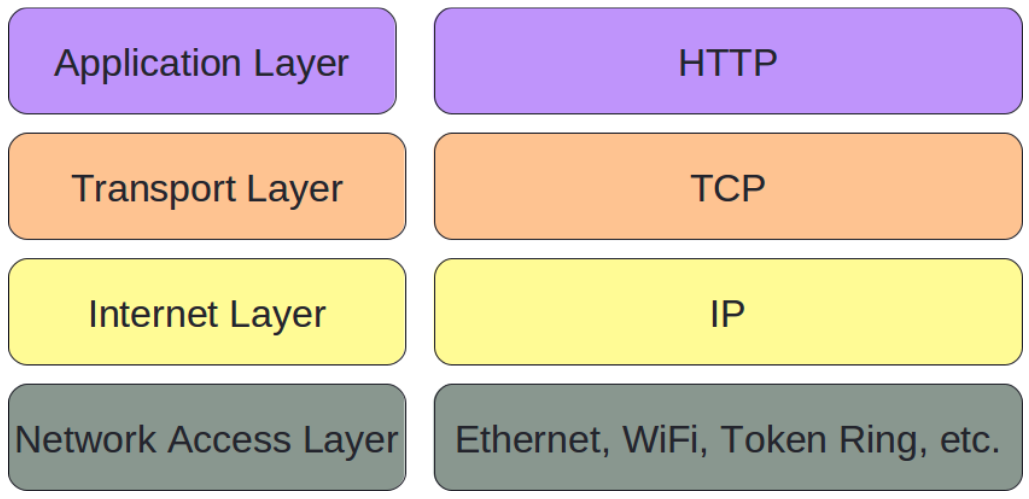 Application Layer
HTTP
Transport Layer
TCP
Internet Layer
IP
Network Access Layer
Ethernet, WiFi, Token Ring, etc.